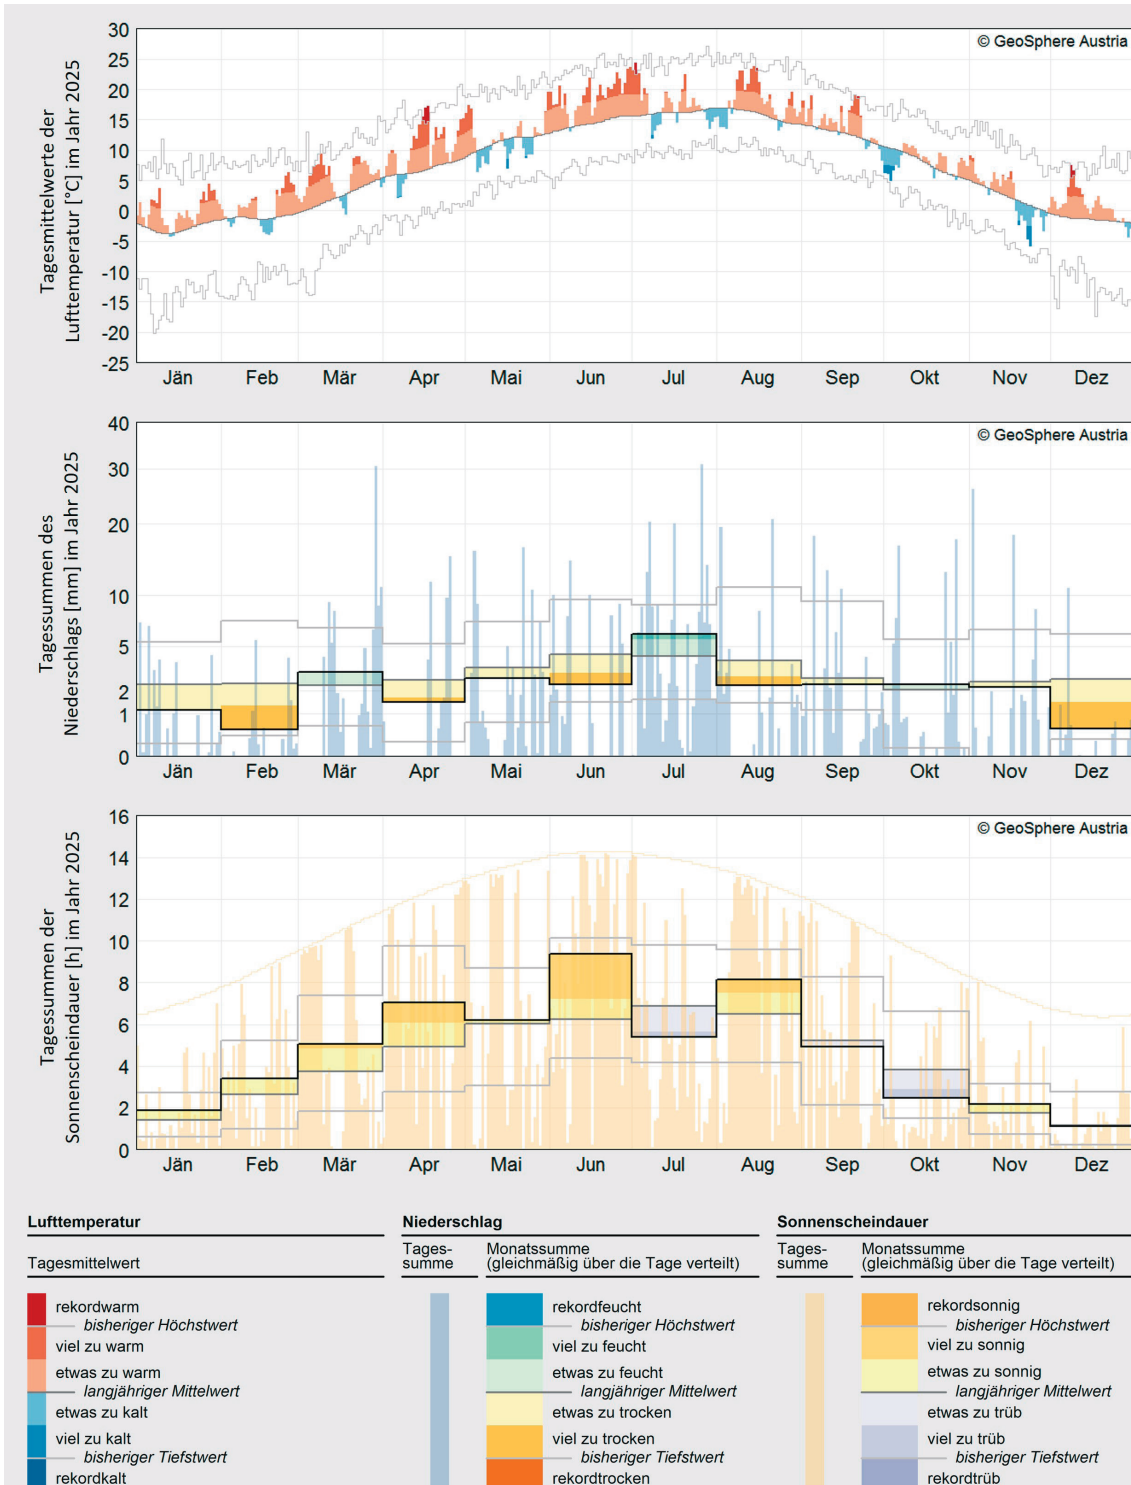 Tagesmittelwerte der
Lufttemperatur [°C] im Jahr 2025
30
25
20
15
10
5
0
-5
-10
-15
-20
-25
© GeoSphere Austria
Jän Feb Mär Apr Mai Jun Jul Aug Sep Okt Nov Dez
Tagessummen des
Niederschlags [mm] im Jahr 2025
40
30
20
10
5
2
1
0
© GeoSphere Austria
Jän Feb Mär Apr Mai Jun Jul Aug Sep Okt Nov Dez
Tagessummen der
Sonnenscheindauer [h] im Jahr 2025
16
14
12
10
8
6
4
2
0
© GeoSphere Austria
Jän Feb Mär Apr Mai Jun Jul Aug Sep Okt Nov Dez
Lufttemperatur
Tagesmittelwert
rekordwarm
bisheriger Höchstwert
viel zu warm
etwas zu warm
langjähriger Mittelwert
etwas zu kalt
viel zu kalt
bisheriger Tiefstwert
rekordkalt
Niederschlag
Tages-
summe
Monatssumme
(gleichmäßig über die Tage verteilt)
rekordfeucht
bisheriger Höchstwert
viel zu feucht
etwas zu feucht
langjähriger Mittelwert
etwas zu trocken
viel zu trocken
bisheriger Tiefstwert
rekordtrocken
Sonnenscheindauer
Tages-
summe
Monatssumme
(gleichmäßig über die Tage verteilt)
rekordsonnig
bisheriger Höchstwert
viel zu sonnig
etwas zu sonnig
langjähriger Mittelwert
etwas zu trüb
viel zu trüb
bisheriger Tiefstwert
rekordtrüb